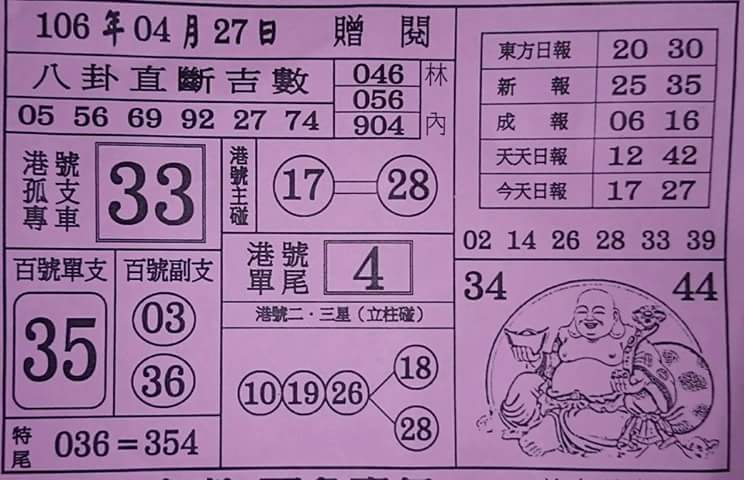 106年04月27日 贈閱
八卦直斷吉數
05 56 69 92 27 74
046
056
904
林內
港號孤支專車
33
港號主碰
17 28
港號單尾
4
百號單支
35
百號副支
03
36
港號二·三星（立柱碰）
10 19 26
18
28
特尾
036=354
東方日報 20 30
新報 25 35
成報 06 16
天天日報 12 42
今天日報 17 27
02 14 26 28 33 39
34 44